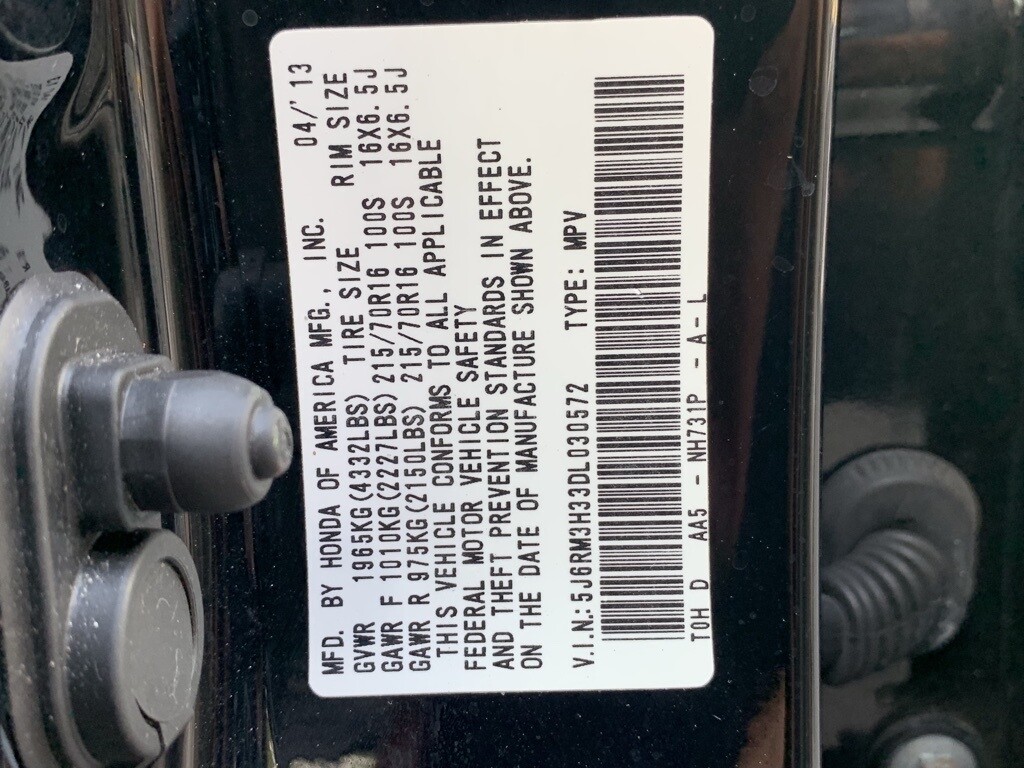 MFD. BY HONDA OF AMERICA MFG., INC. 04/'13
GVWR 1965KG(4332LBS) TIRE SIZE RIM SIZE
GAWR F 1010KG(2227LBS) 215/70R16 100S 16X6.5J
GAWR R 975KG(2150LBS) 215/70R16 100S 16X6.5J
THIS VEHICLE CONFORMS TO ALL APPLICABLE
FEDERAL MOTOR VEHICLE SAFETY
AND THEFT PREVENTION STANDARDS IN EFFECT
ON THE DATE OF MANUFACTURE SHOWN ABOVE.
V.I.N.: 5J6RM3H33DL030572 TYPE: MPV
T0H D AA5 - NH731P - A - L